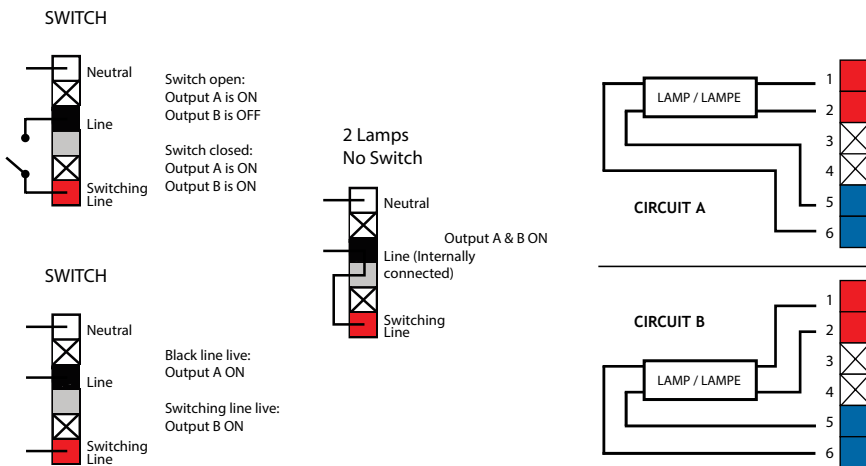 SWITCH
Neutral
Line
Switching
Line
Switch open:
Output A is ON
Output B is OFF
Switch closed:
Output A is ON
Output B is ON
SWITCH
Neutral
Line
Switching
Line
Black line live:
Output A ON
Switching line live:
Output B ON
2 Lamps
No Switch
Neutral
Output A & B ON
Line (Internally
connected)
Switching
Line
LAMP / LAMPE
1
2
3
4
5
6
CIRCUIT A
CIRCUIT B
LAMP / LAMPE
1
2
3
4
5
6